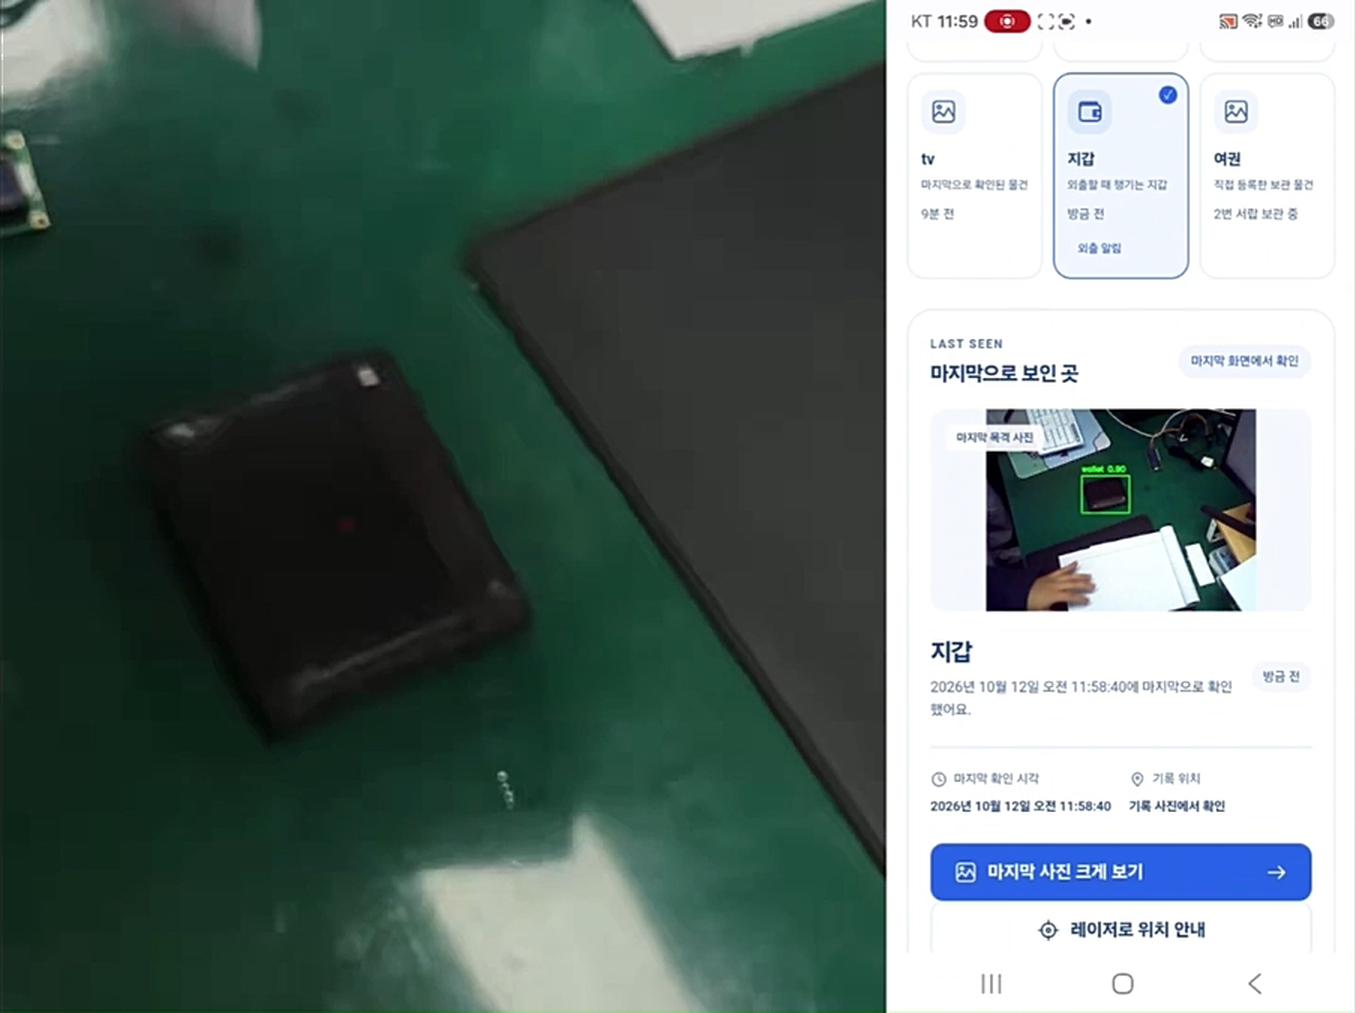 KT 11:59
66
tv
마지막으로 확인된 물건
9분 전
지갑
외출할 때 챙기는 지갑
방금 전
외출 알림
여권
직접 등록한 보관 물건
2번 서랍 보관 중
LAST SEEN
마지막으로 보인 곳
마지막 화면에서 확인
마지막 목격 사진
wallet 0.90
지갑
2026년 10월 12일 오전 11:58:40에 마지막으로 확인
했어요.
방금 전
마지막 확인 시각
기록 위치
2026년 10월 12일 오전 11:58:40
기록 사진에서 확인
마지막 사진 크게 보기
레이저로 위치 안내